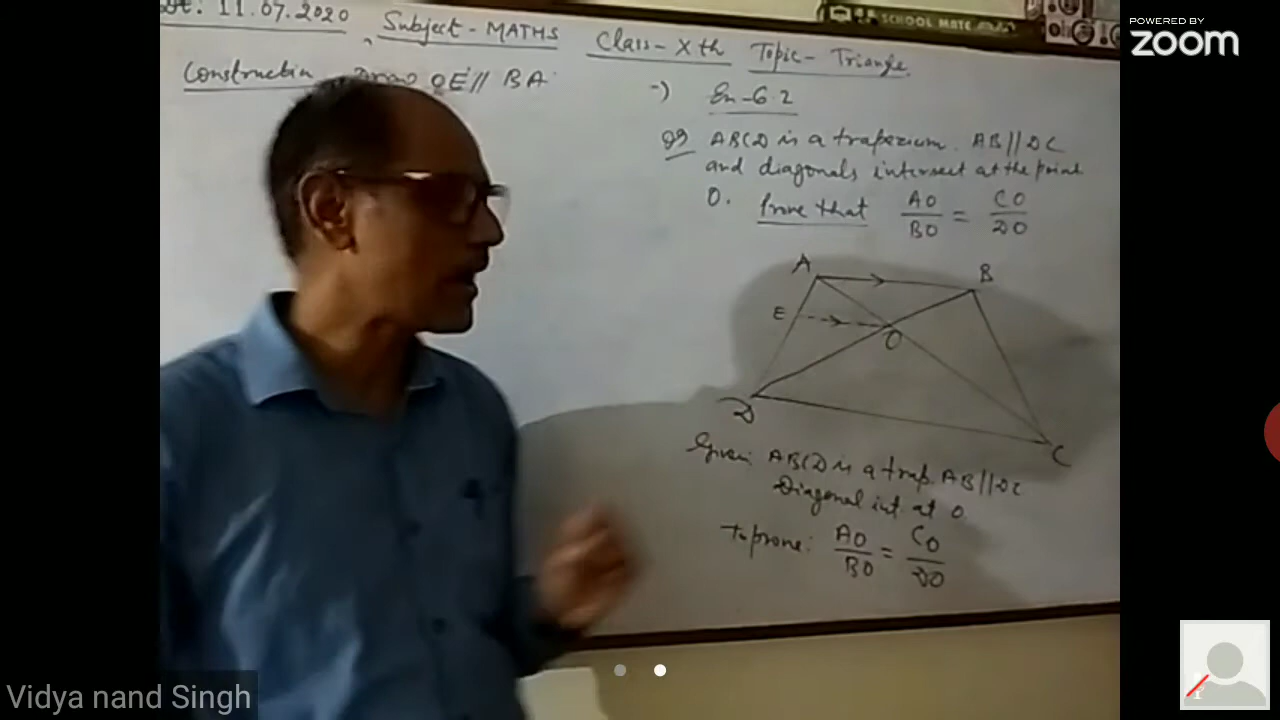 Dt. 11.07.2020 Subject - MATHS Class - Xth Topic - Triangle.
Construction OE // BA
Ex - 6.2
Q9 ABCD is a trapezium. AB // DC
and diagonals intersect at the point
O. Prove that AO/BO = CO/DO
A B
E O
D C
Given: ABCD is a trap. AB // DC
Diagonal int. at O
To prove: AO/BO = CO/DO
SCHOOL MATE
POWERED BY
zoom
Vidya nand Singh